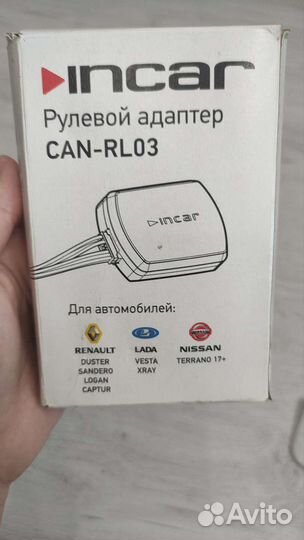 INCAR
Рулевой адаптер
CAN-RL03
INCAR
Для автомобилей:
RENAULT
DUSTER
SANDERO
LOGAN
CAPTUR
LADA
VESTA
XRAY
NISSAN
NISSAN
TERRANO 17+
Avito